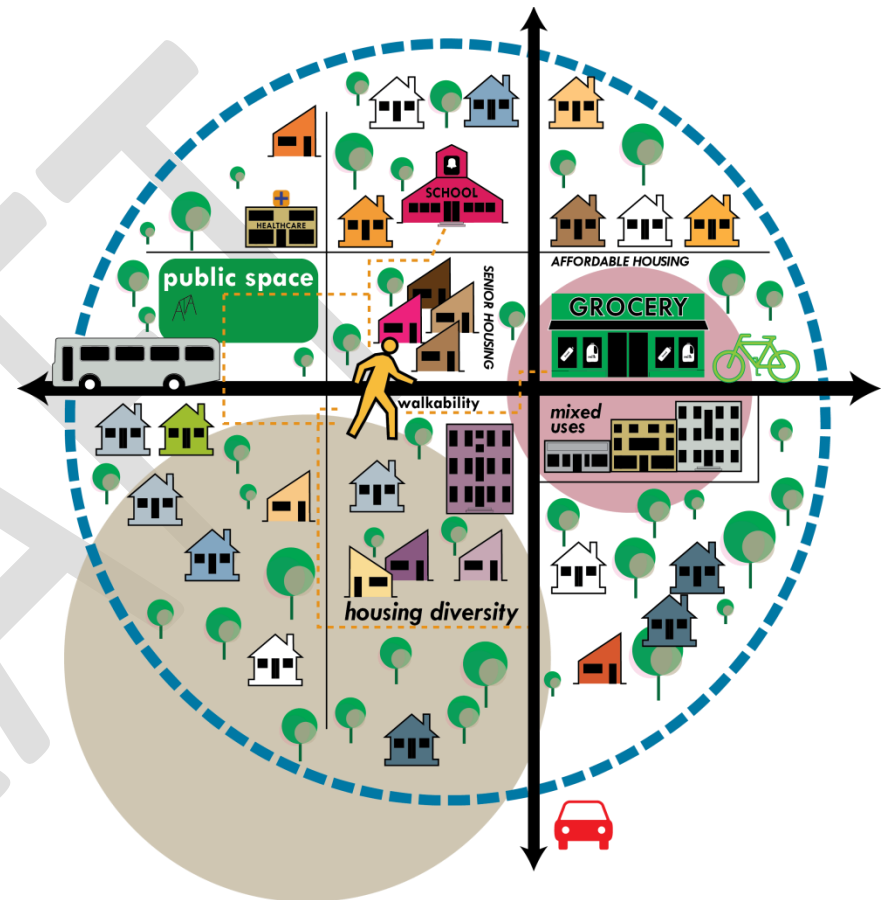 SCHOOL
HEALTHCARE
AFFORDABLE HOUSING
public space
SENIOR HOUSING
GROCERY
walkability
mixed
uses
housing diversity